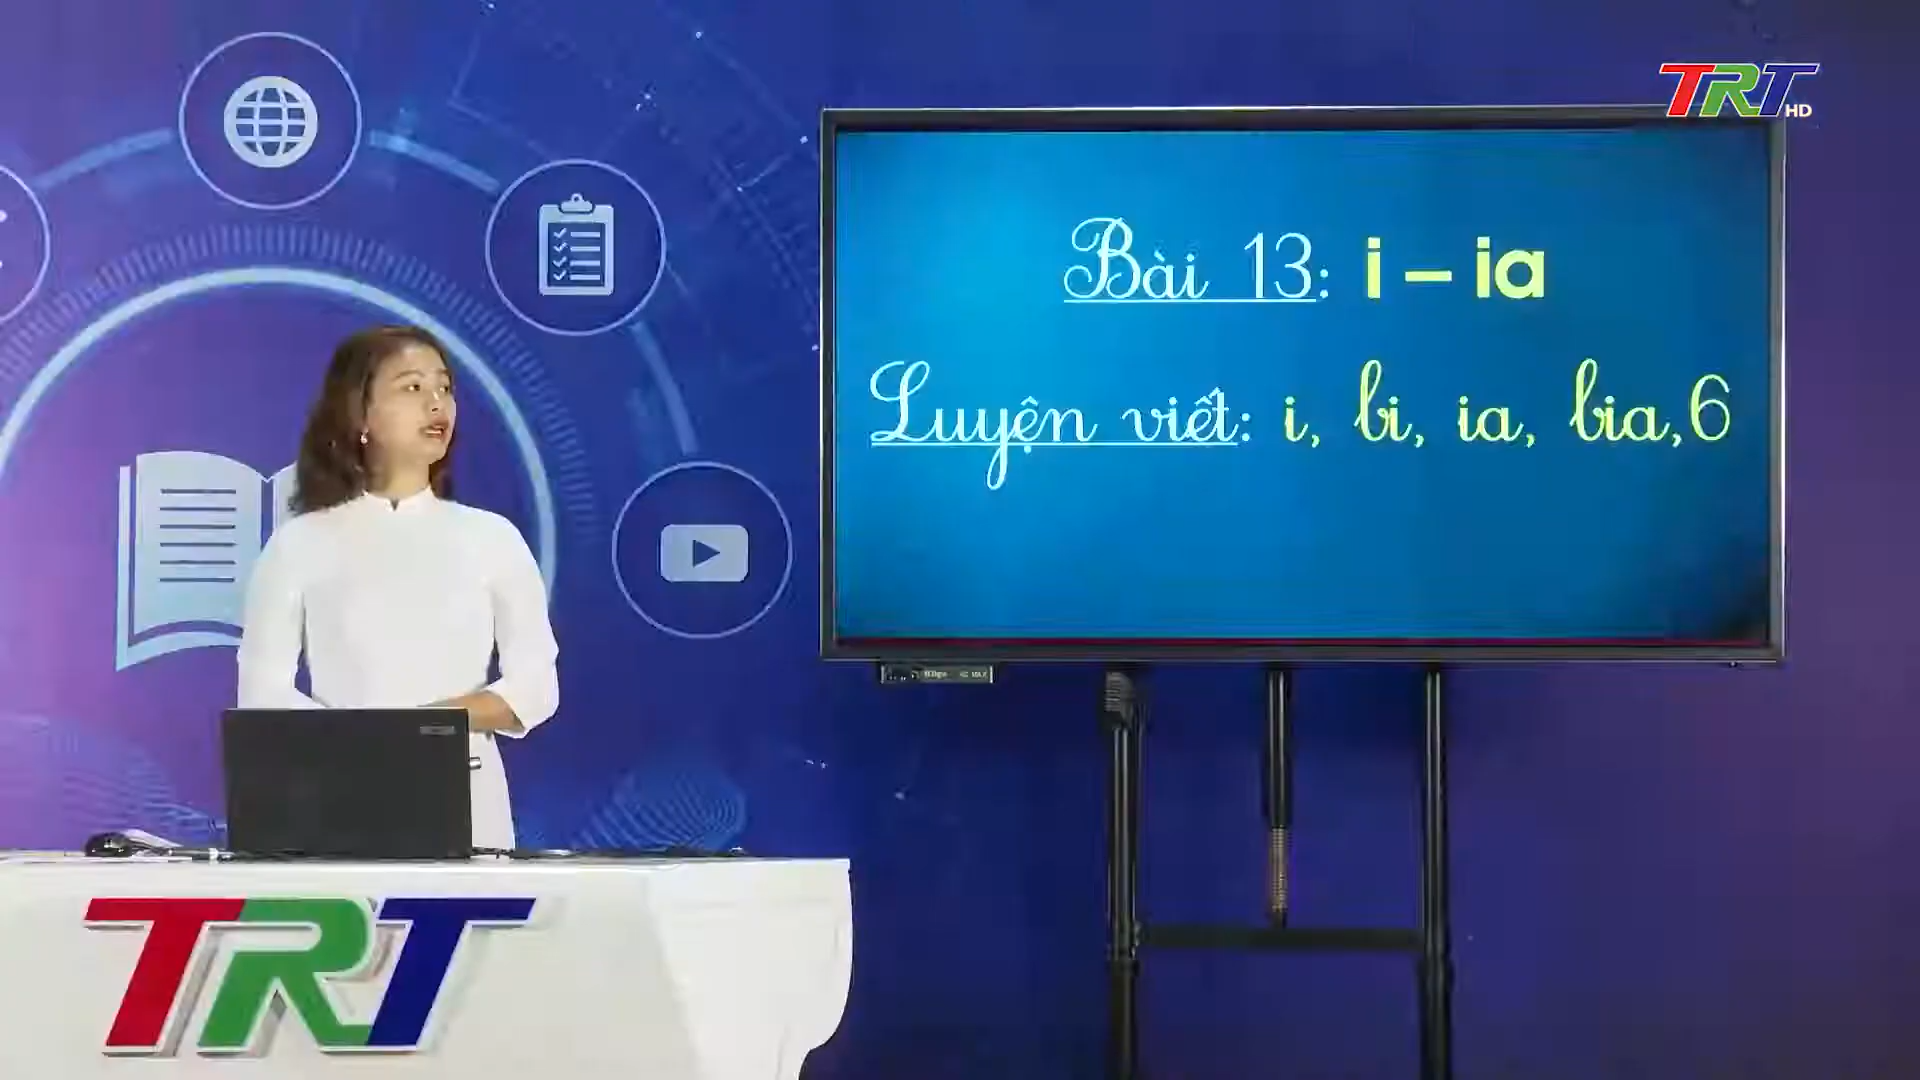 TRT HD
Bài 13: i – ia
Luyện viết: i, bi, ia, bia,6
TRT